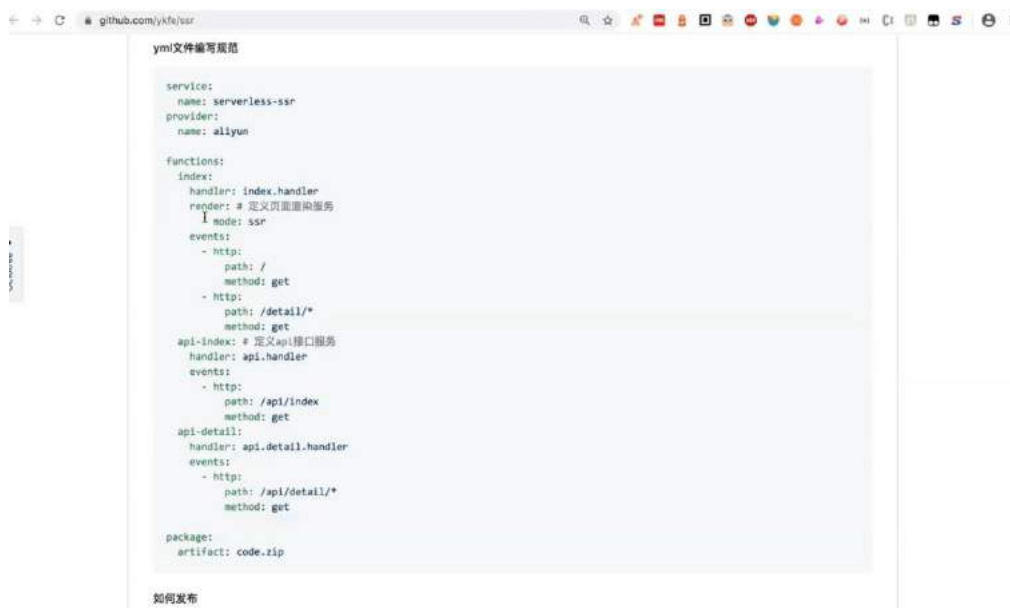 github.com/ykfe/ssr
yml文件编写规范
service:
name: serverless-ssr
provider:
name: aliyun
functions:
index:
handler: index.handler
render: # 定义页面渲染服务
mode: ssr
events:
- http:
path: /
method: get
- http:
path: /detail/*
method: get
api-index: # 定义api接口服务
handler: api.handler
events:
- http:
path: /api/index
method: get
api-detail:
handler: api.detail.handler
events:
- http:
path: /api/detail/*
method: get
package:
artifact: code.zip
如何发布